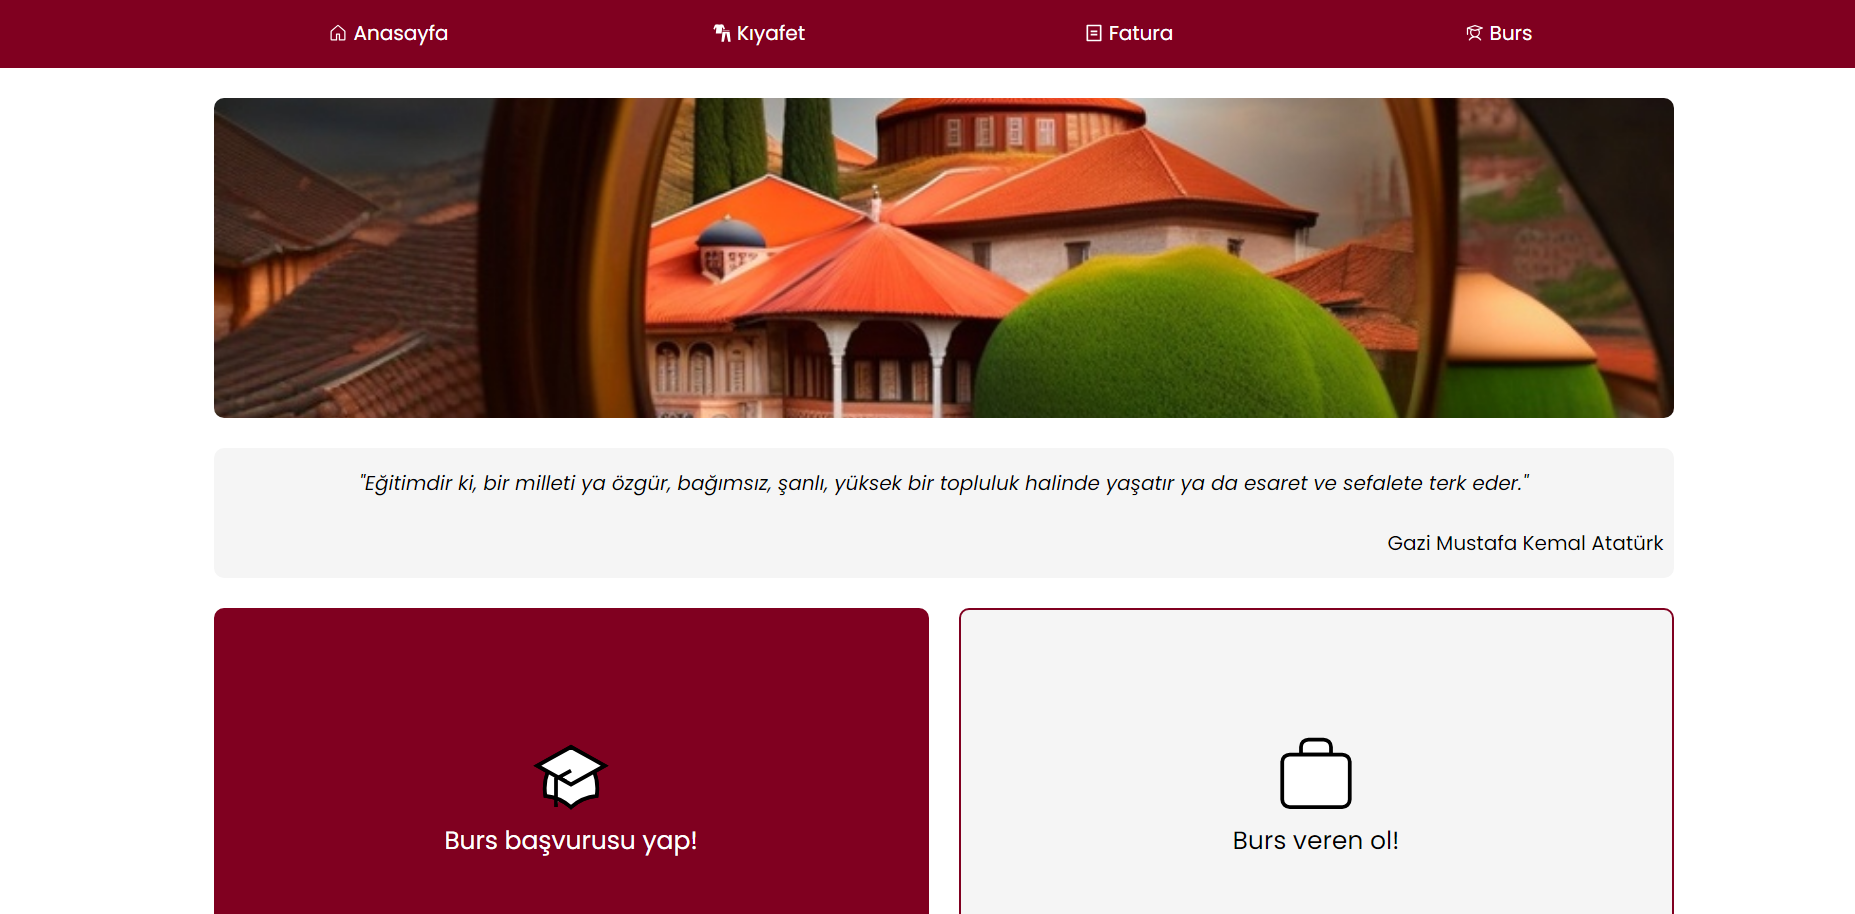 Anasayfa
Kıyafet
Fatura
Burs
"Eğitimdir ki, bir milleti ya özgür, bağımsız, şanlı, yüksek bir topluluk halinde yaşatır ya da esaret ve sefalete terk eder."
Gazi Mustafa Kemal Atatürk
Burs başvurusu yap!
Burs veren ol!